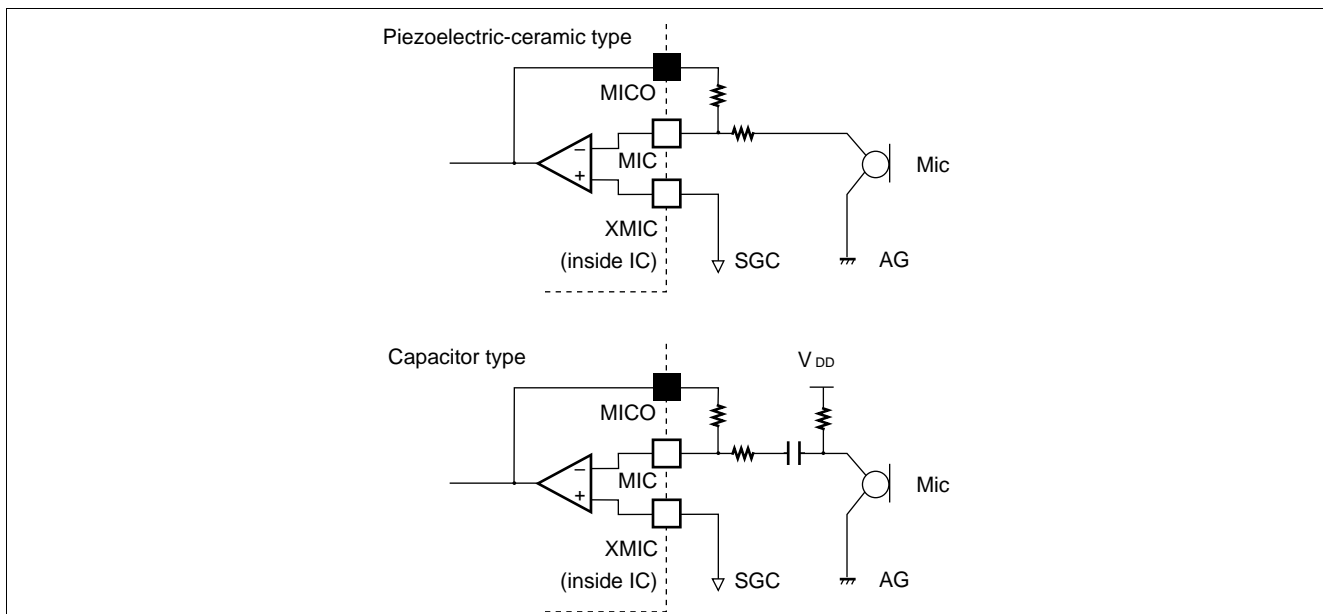 Piezoelectric-ceramic type
MICO
−
MIC
+
Mic
XMIC
(inside IC)
SGC
AG
Capacitor type
VDD
MICO
−
MIC
+
Mic
XMIC
(inside IC)
SGC
AG